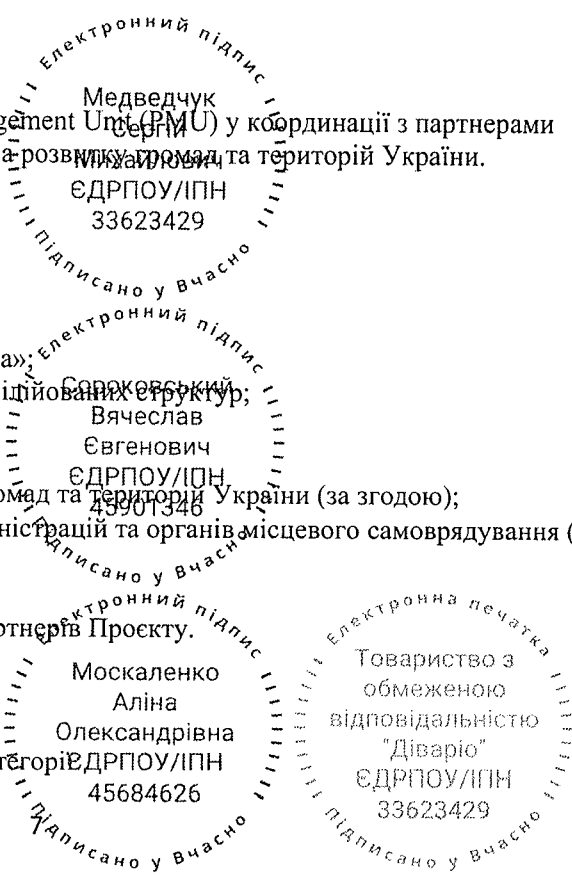 Електронний підпис
Медведчук
Сергій
Михайлович
ЄДРПОУ/ІПН
33623429
Підписано у Вчасно
gement Unit (PMU) у координації з партнерами
а розвитку громад та територій України.
Електронний підпис
Сороковський
Вячеслав
Євгенович
ЄДРПОУ/ІПН
45901346
Підписано у Вчасно
а»;
структур;
омад та територій України (за згодою);
ністрацій та органів місцевого самоврядування (
ртнерів Проєкту.
Електронний підпис
Москаленко
Аліна
Олександрівна
ЄДРПОУ/ІПН
45684626
Підписано у Вчасно
тегорії
Електронна печатка
Товариство з
обмеженою
відповідальністю
"Діваріо"
ЄДРПОУ/ІПН
33623429
Підписано у Вчасно